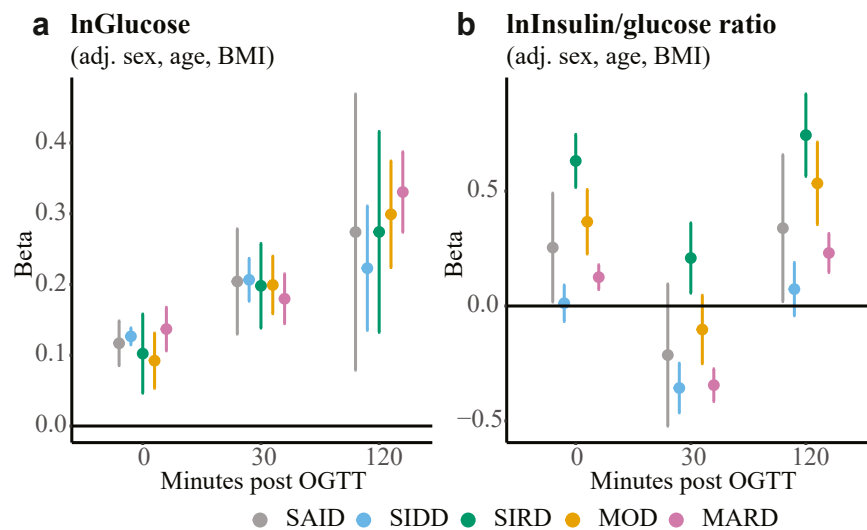 a lnGlucose
(adj. sex, age, BMI)
Beta
0.4
0.3
0.2
0.1
0.0
0 30 120
Minutes post OGTT
b lnInsulin/glucose ratio
(adj. sex, age, BMI)
Beta
0.5
0.0
−0.5
0 30 120
Minutes post OGTT
SAID SIDD SIRD MOD MARD